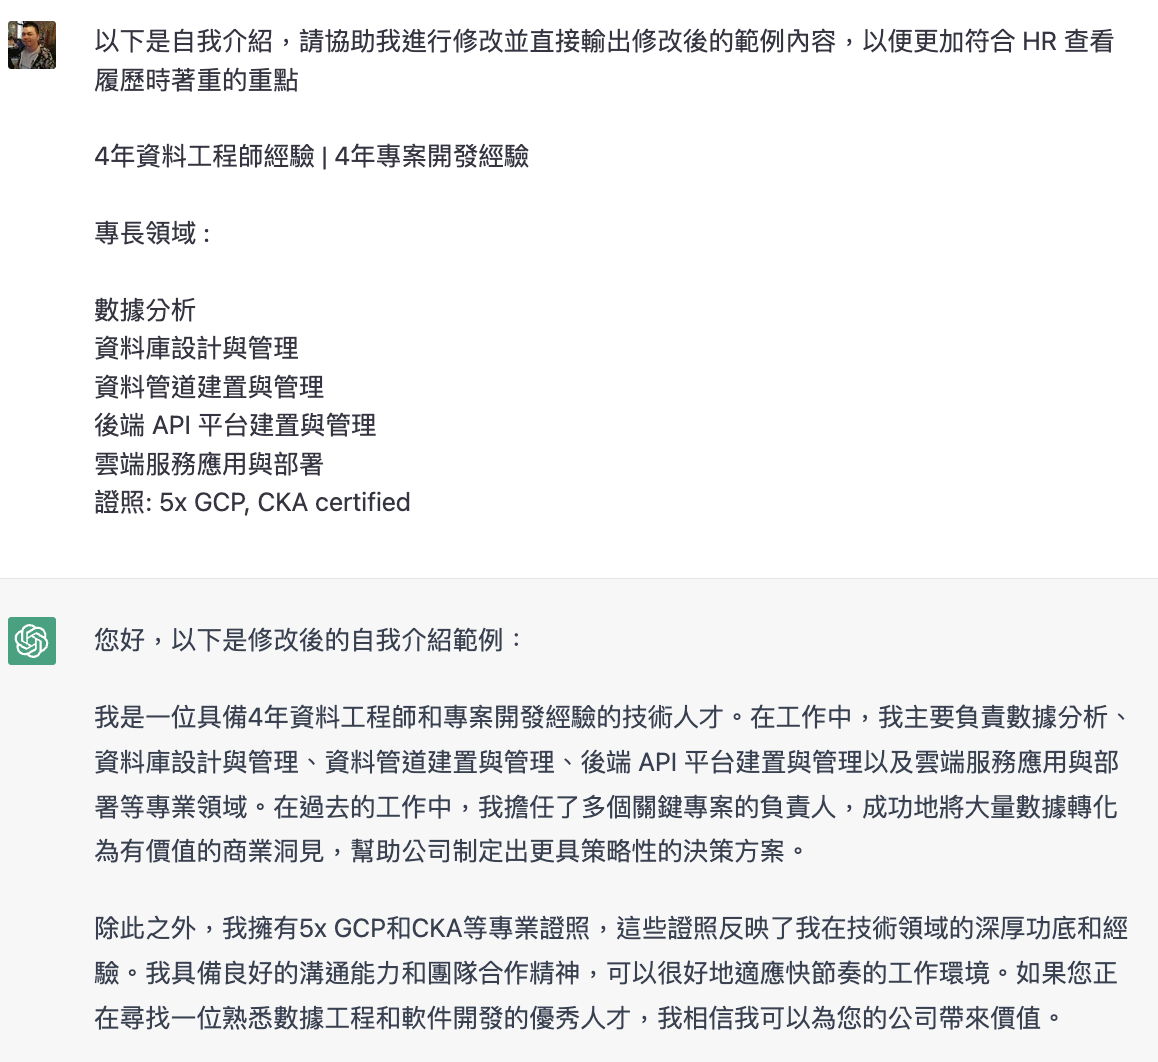 以下是自我介紹，請協助我進行修改並直接輸出修改後的範例內容，以便更加符合 HR 查看
履歷時著重的重點
4年資料工程師經驗 | 4年專案開發經驗
專長領域 :
數據分析
資料庫設計與管理
資料管道建置與管理
後端 API 平台建置與管理
雲端服務應用與部署
證照: 5x GCP, CKA certified
您好，以下是修改後的自我介紹範例：
我是一位具備4年資料工程師和專案開發經驗的技術人才。在工作中，我主要負責數據分析、
資料庫設計與管理、資料管道建置與管理、後端 API 平台建置與管理以及雲端服務應用與部
署等專業領域。在過去的工作中，我擔任了多個關鍵專案的負責人，成功地將大量數據轉化
為有價值的商業洞見，幫助公司制定出更具策略性的決策方案。
除此之外，我擁有5x GCP和CKA等專業證照，這些證照反映了我在技術領域的深厚功底和經
驗。我具備良好的溝通能力和團隊合作精神，可以很好地適應快節奏的工作環境。如果您正
在尋找一位熟悉數據工程和軟件開發的優秀人才，我相信我可以為您的公司帶來價值。